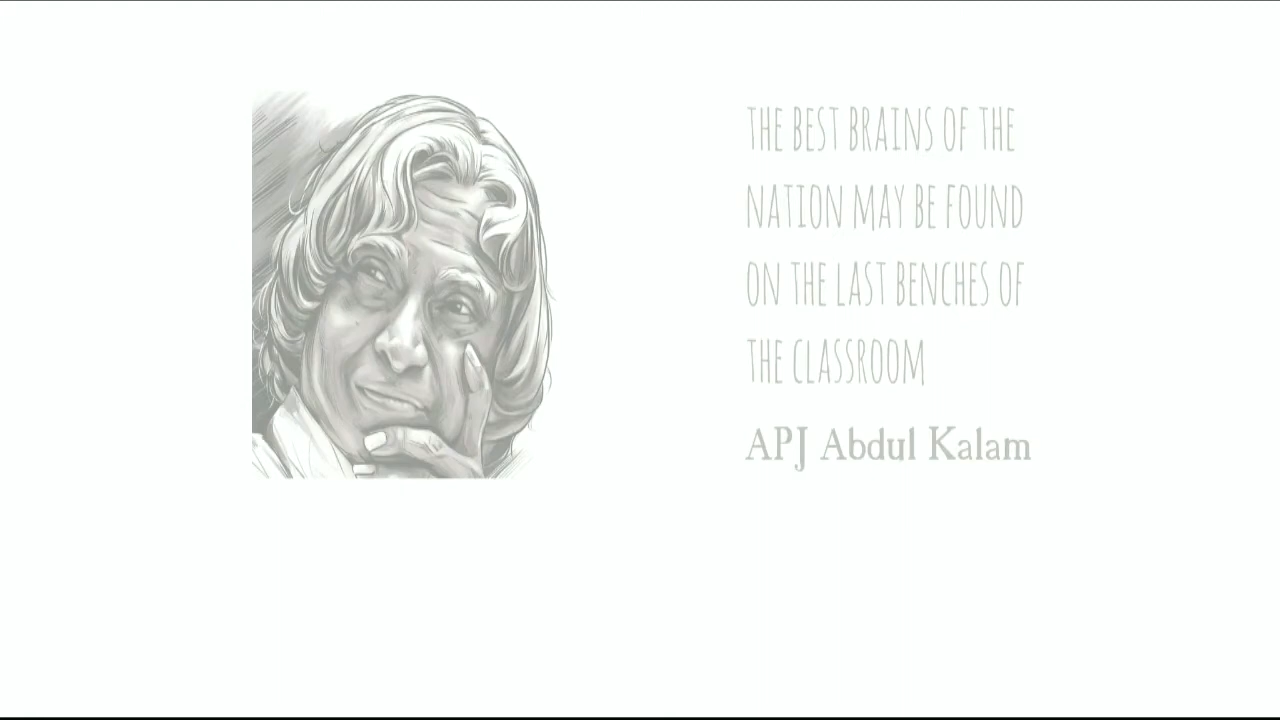 THE BEST BRAINS OF THE
NATION MAY BE FOUND
ON THE LAST BENCHES OF
THE CLASSROOM
APJ Abdul Kalam